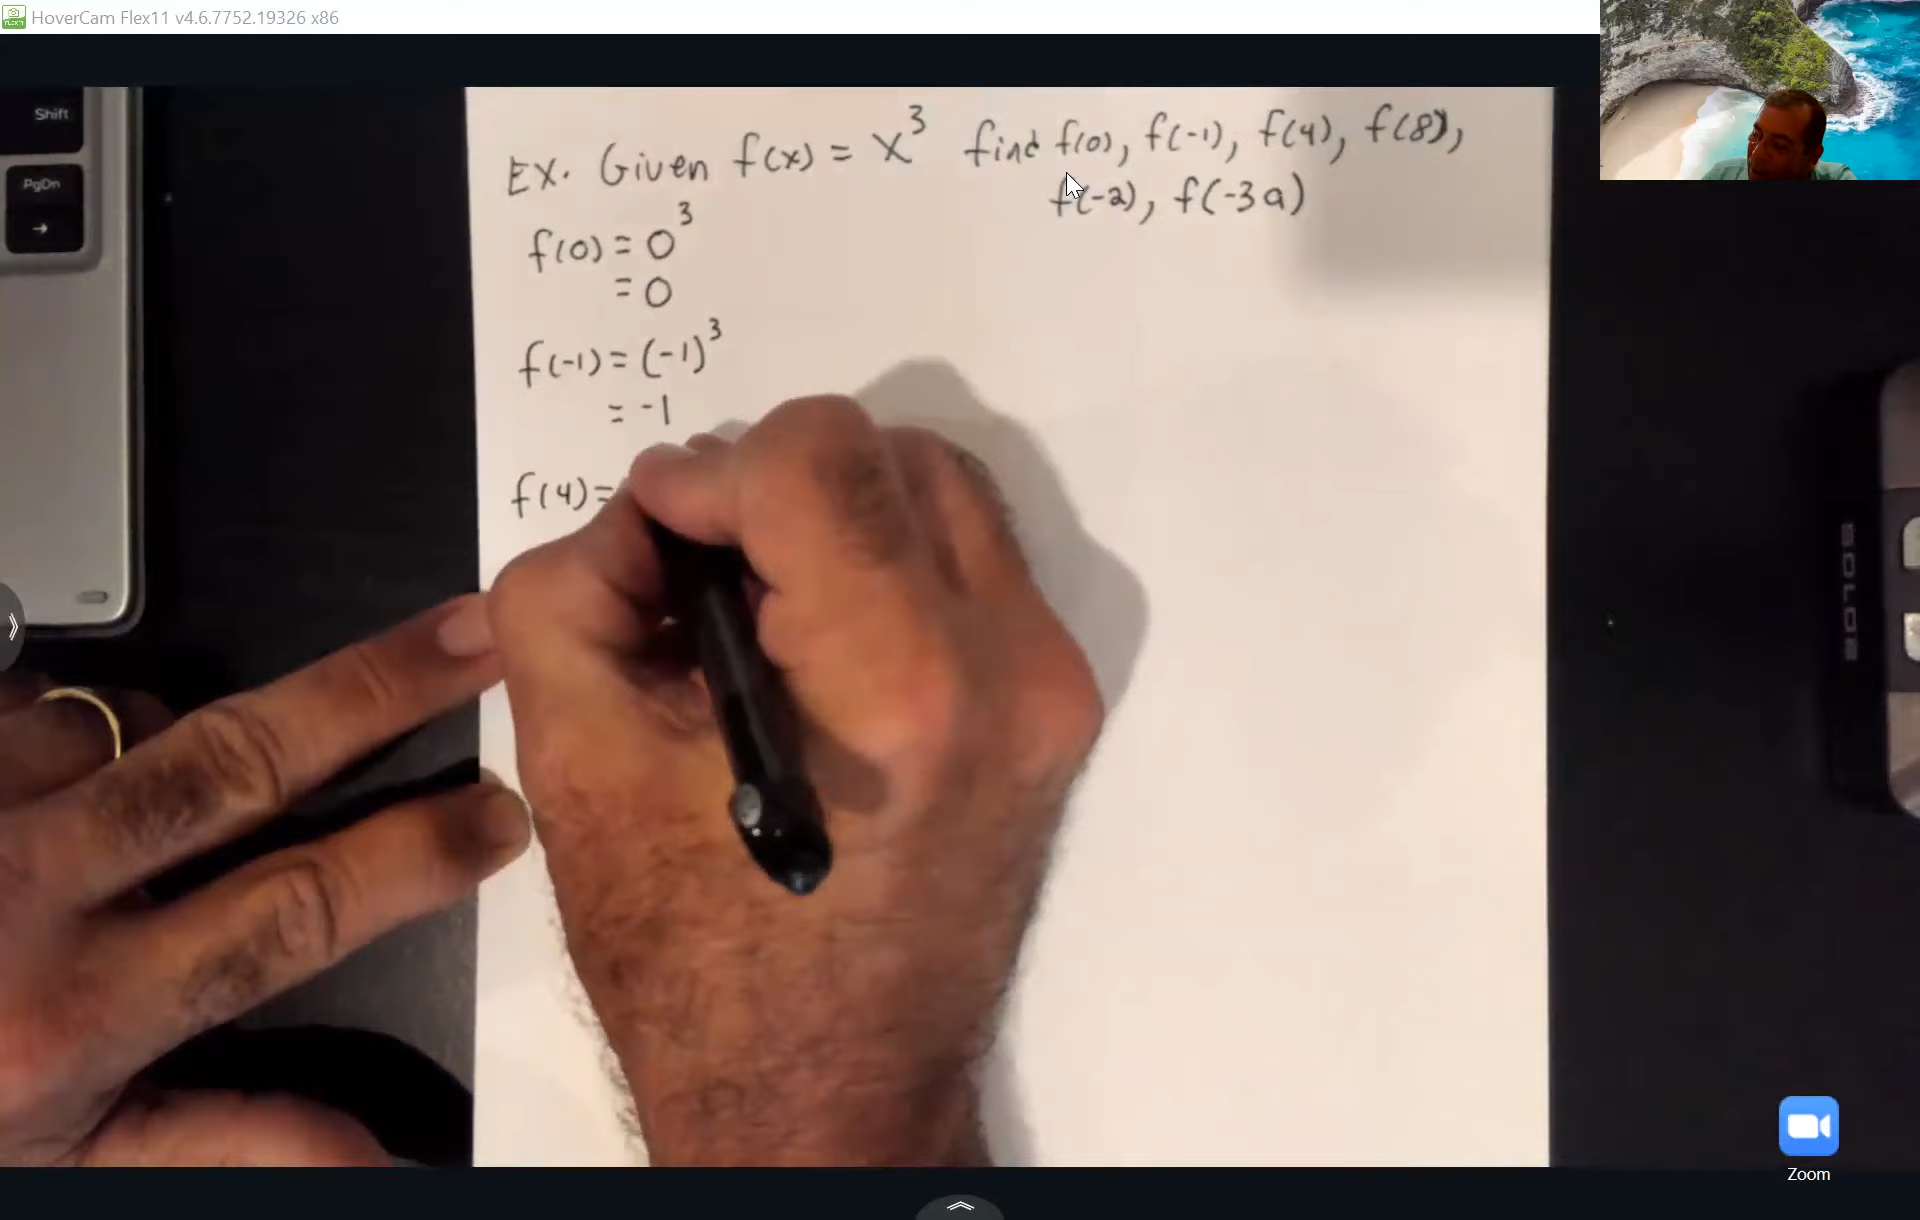 HoverCam Flex11 v4.6.7752.19326 x86
Shift
PgDn
→
EX. Given f(x) = x³ find f(0), f(-1), f(4), f(8),
f(-2), f(-3a)
f(0) = 0³
= 0
f(-1) = (-1)³
= -1
f(4) =
SOLO8
Zoom